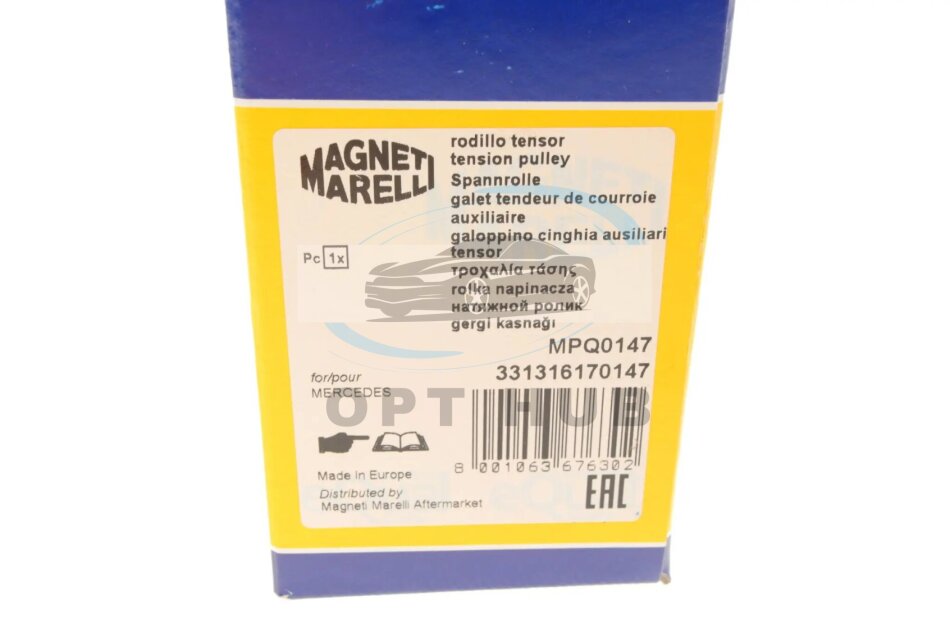 MAGNETI
MARELLI
rodillo tensor
tension pulley
Spannrolle
galet tendeur de courroie
auxiliaire
galoppino cinghia ausiliari
tensor
τροχαλία τάσης
rolka napinacza
натяжной ролик
gergi kasnağı
Pc 1x
MPQ0147
331316170147
for/pour
MERCEDES
OPT HUB
8 001063 676302
Made in Europe
Distributed by
Magneti Marelli Aftermarket
EAC